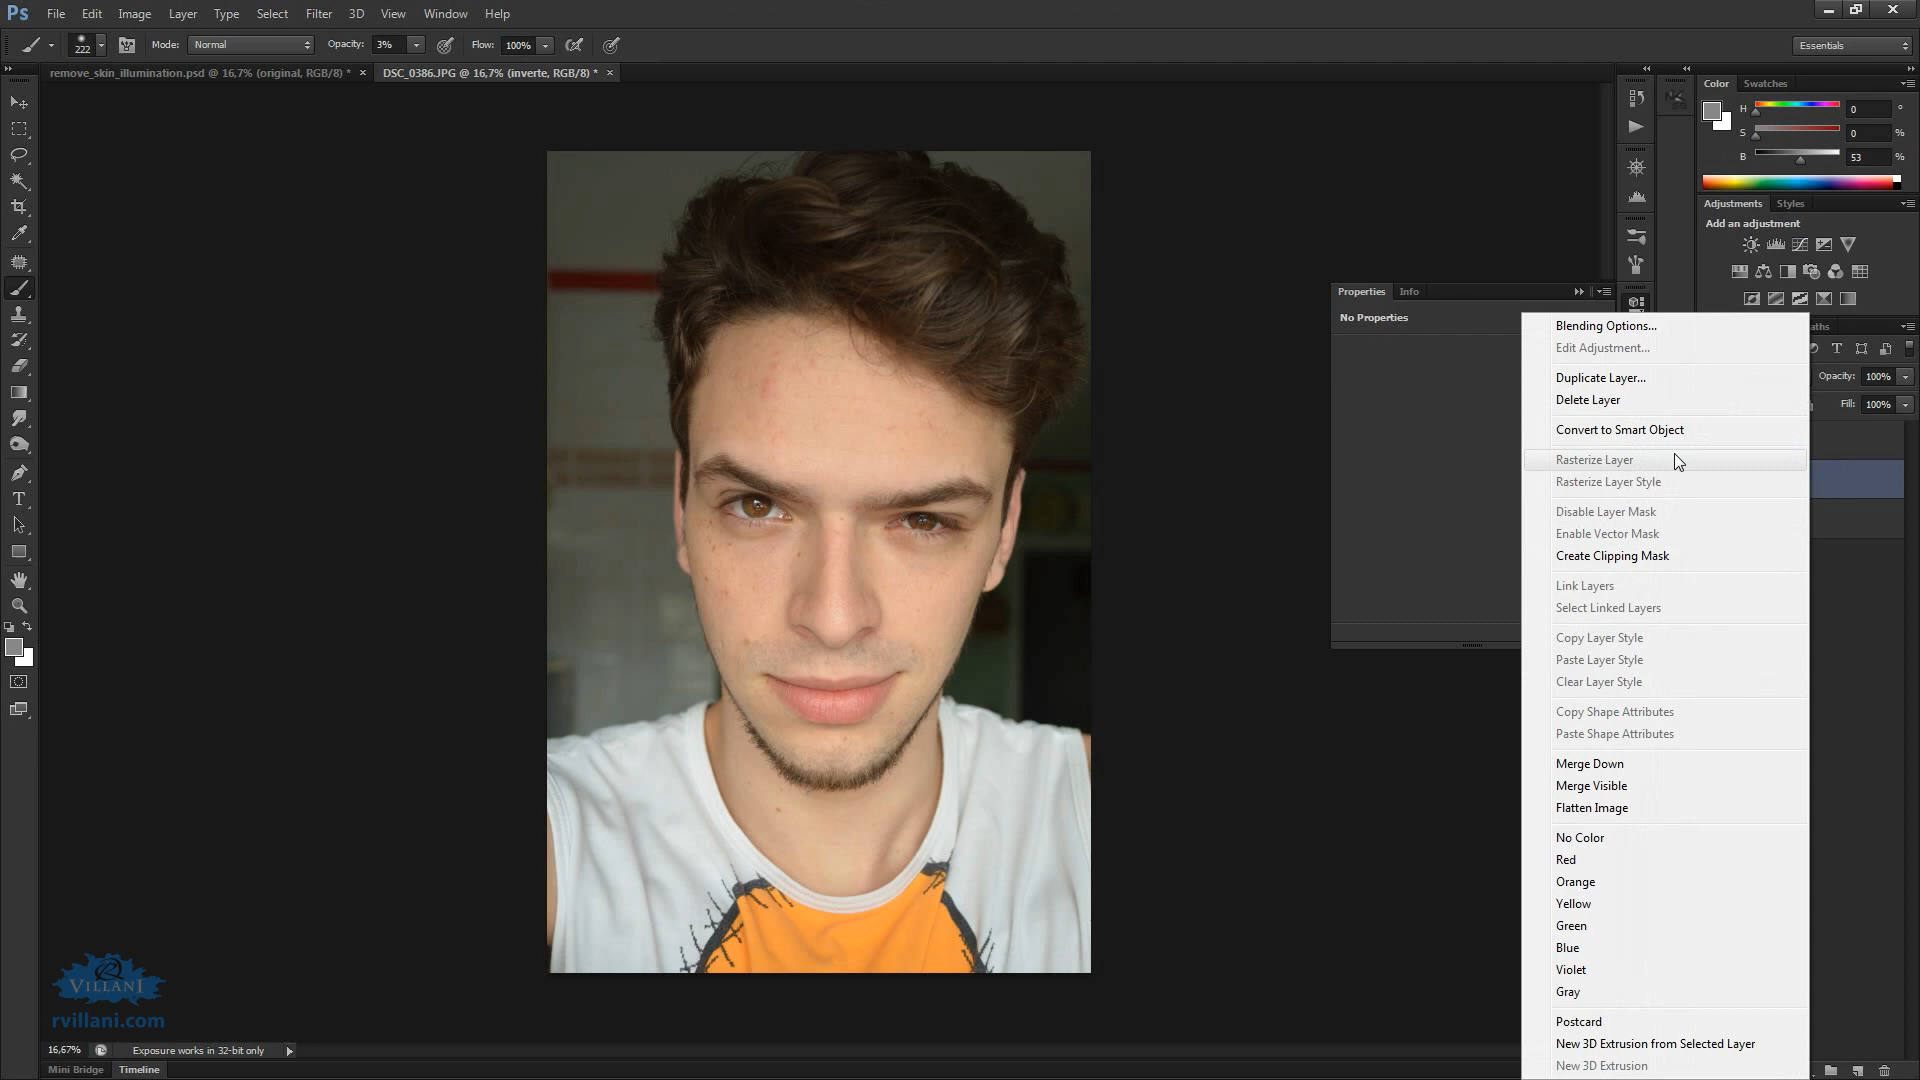 Ps File Edit Image Layer Type Select Filter 3D View Window Help
222 Mode: Normal Opacity: 3% Flow: 100% Essentials
remove_skin_illumination.psd @ 16,7% (original, RGB/8) * × DSC_0386.JPG @ 16,7% (inverte, RGB/8) * ×
Color Swatches
H 0 °
S 0 %
B 53 %
Adjustments Styles
Add an adjustment
Properties Info
No Properties
aths
Opacity: 100%
Fill: 100%
Blending Options...
Edit Adjustment...
Duplicate Layer...
Delete Layer
Convert to Smart Object
Rasterize Layer
Rasterize Layer Style
Disable Layer Mask
Enable Vector Mask
Create Clipping Mask
Link Layers
Select Linked Layers
Copy Layer Style
Paste Layer Style
Clear Layer Style
Copy Shape Attributes
Paste Shape Attributes
Merge Down
Merge Visible
Flatten Image
No Color
Red
Orange
Yellow
Green
Blue
Violet
Gray
Postcard
New 3D Extrusion from Selected Layer
New 3D Extrusion
VILLANI
rvillani.com
16,67% Exposure works in 32-bit only
Mini Bridge Timeline